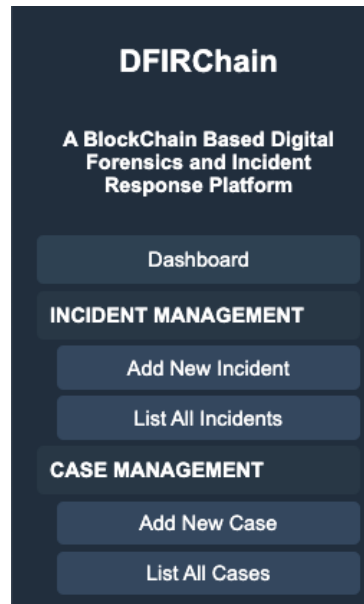 DFIRChain
A BlockChain Based Digital
Forensics and Incident
Response Platform
Dashboard
INCIDENT MANAGEMENT
Add New Incident
List All Incidents
CASE MANAGEMENT
Add New Case
List All Cases